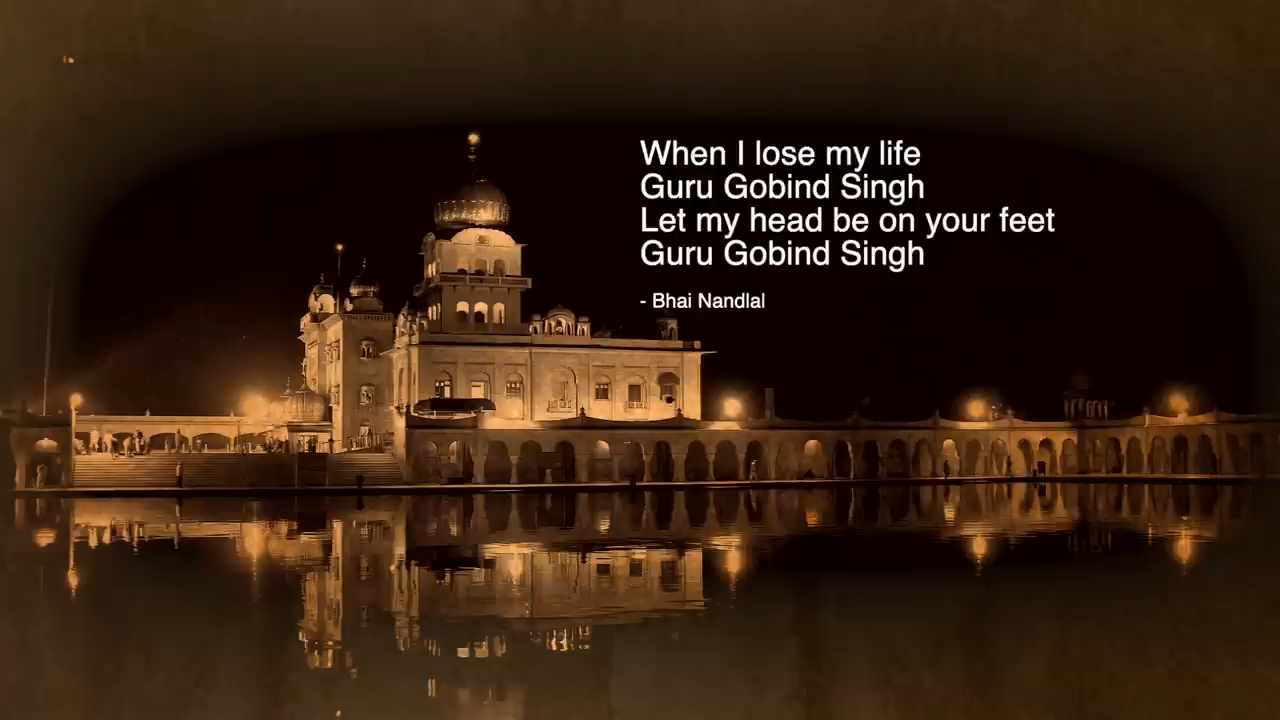 When I lose my life
Guru Gobind Singh
Let my head be on your feet
Guru Gobind Singh
- Bhai Nandlal